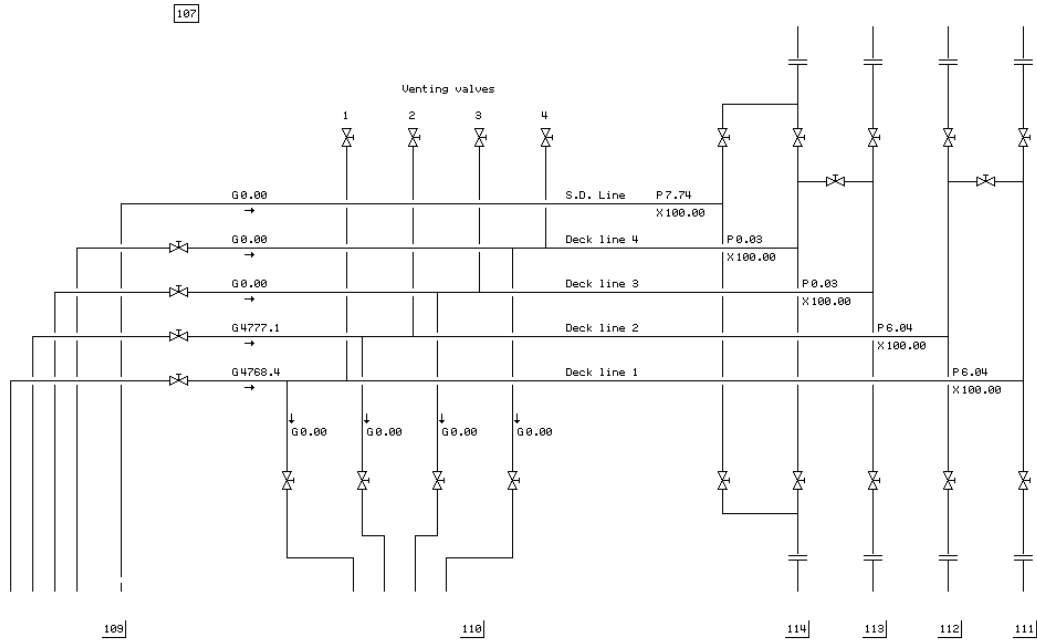 107
Venting valves
1 2 3 4
G0.00 S.D. Line P7.74
X100.00
G0.00 Deck line 4 P0.03
X100.00
G0.00 Deck line 3 P0.03
X100.00
G4777.1 Deck line 2 P6.04
X100.00
G4768.4 Deck line 1 P6.04
X100.00
G0.00 G0.00 G0.00 G0.00
109 110 114 113 112 111